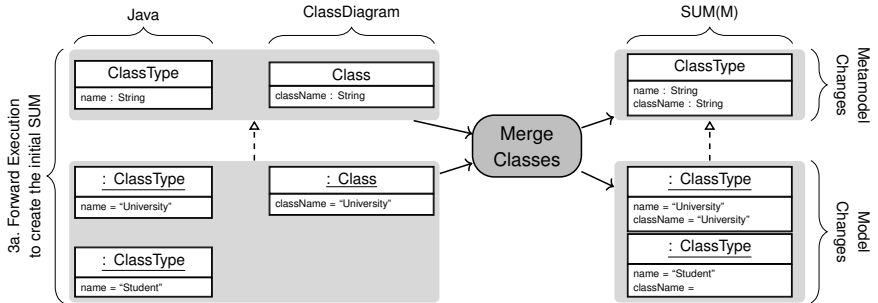 Java
ClassDiagram
SUM(M)
3a. Forward Execution
to create the initial SUM
ClassType
name : String
Class
className : String
: ClassType
name = “University”
: Class
className = “University”
: ClassType
name = “Student”
Merge
Classes
ClassType
name : String
className : String
: ClassType
name = “University”
className = “University”
: ClassType
name = “Student”
className =
Metamodel
Changes
Model
Changes